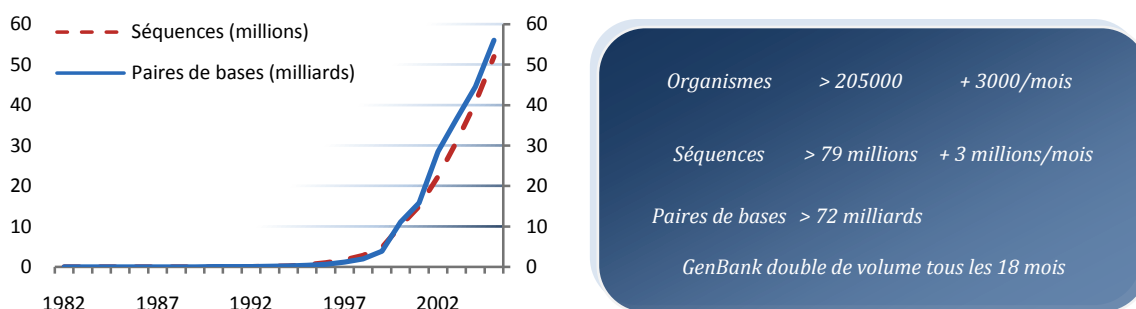 60
50
40
30
20
10
0
Séquences (millions)
Paires de bases (milliards)
60
50
40
30
20
10
0
1982 1987 1992 1997 2002
Organismes > 205000 + 3000/mois
Séquences > 79 millions + 3 millions/mois
Paires de bases > 72 milliards
GenBank double de volume tous les 18 mois